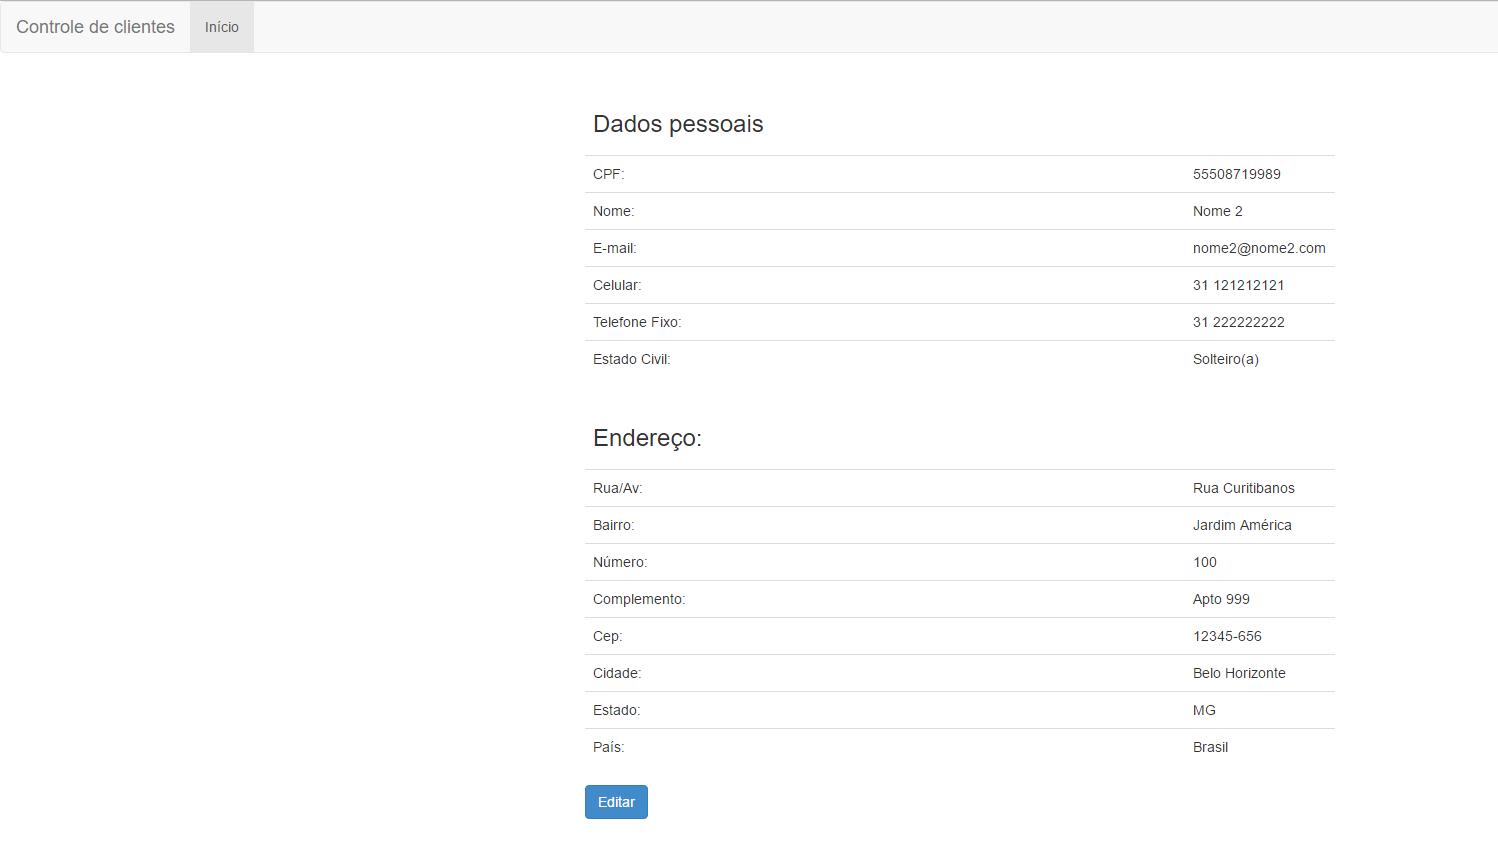 Controle de clientes Início
Dados pessoais
CPF: 55508719989
Nome: Nome 2
E-mail: nome2@nome2.com
Celular: 31 121212121
Telefone Fixo: 31 222222222
Estado Civil: Solteiro(a)
Endereço:
Rua/Av: Rua Curitibanos
Bairro: Jardim América
Número: 100
Complemento: Apto 999
Cep: 12345-656
Cidade: Belo Horizonte
Estado: MG
País: Brasil
Editar